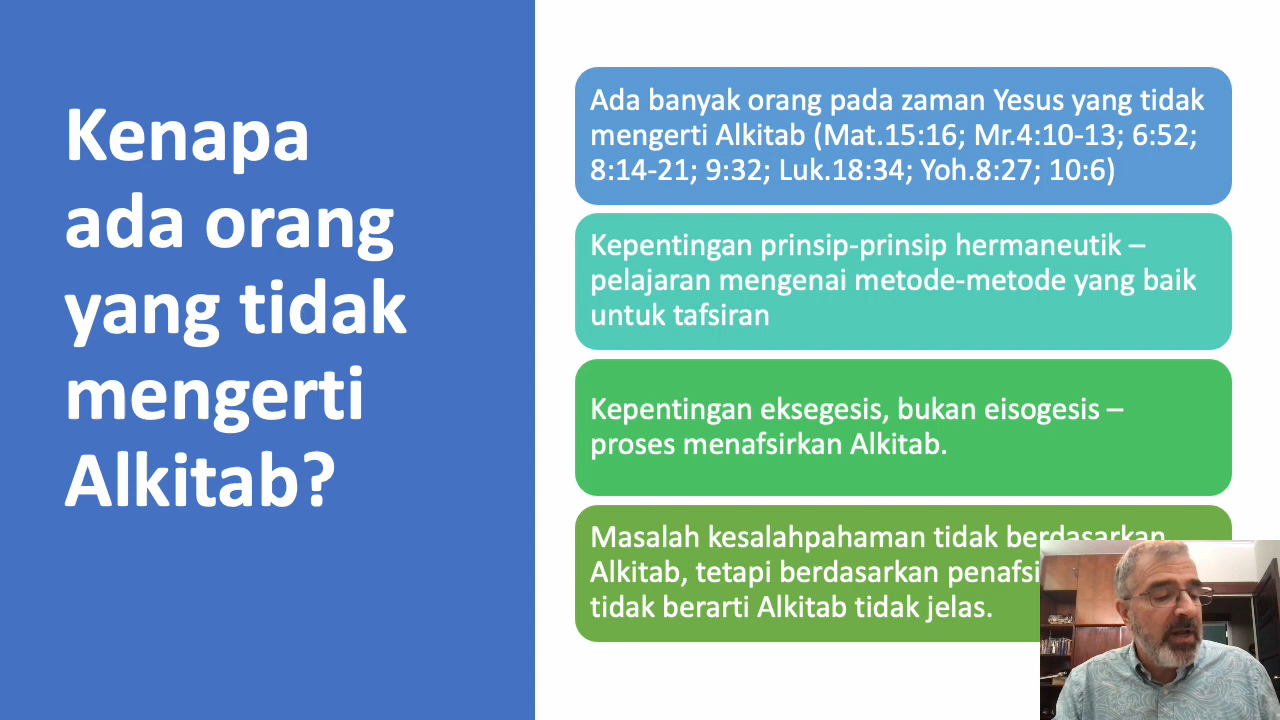 Kenapa
ada orang
yang tidak
mengerti
Alkitab?
Ada banyak orang pada zaman Yesus yang tidak
mengerti Alkitab (Mat.15:16; Mr.4:10-13; 6:52;
8:14-21; 9:32; Luk.18:34; Yoh.8:27; 10:6)
Kepentingan prinsip-prinsip hermaneutik –
pelajaran mengenai metode-metode yang baik
untuk tafsiran
Kepentingan eksegesis, bukan eisogesis –
proses menafsirkan Alkitab.
Masalah kesalahpahaman tidak berdasarkan
Alkitab, tetapi berdasarkan
tidak berarti Alkitab tidak jelas.